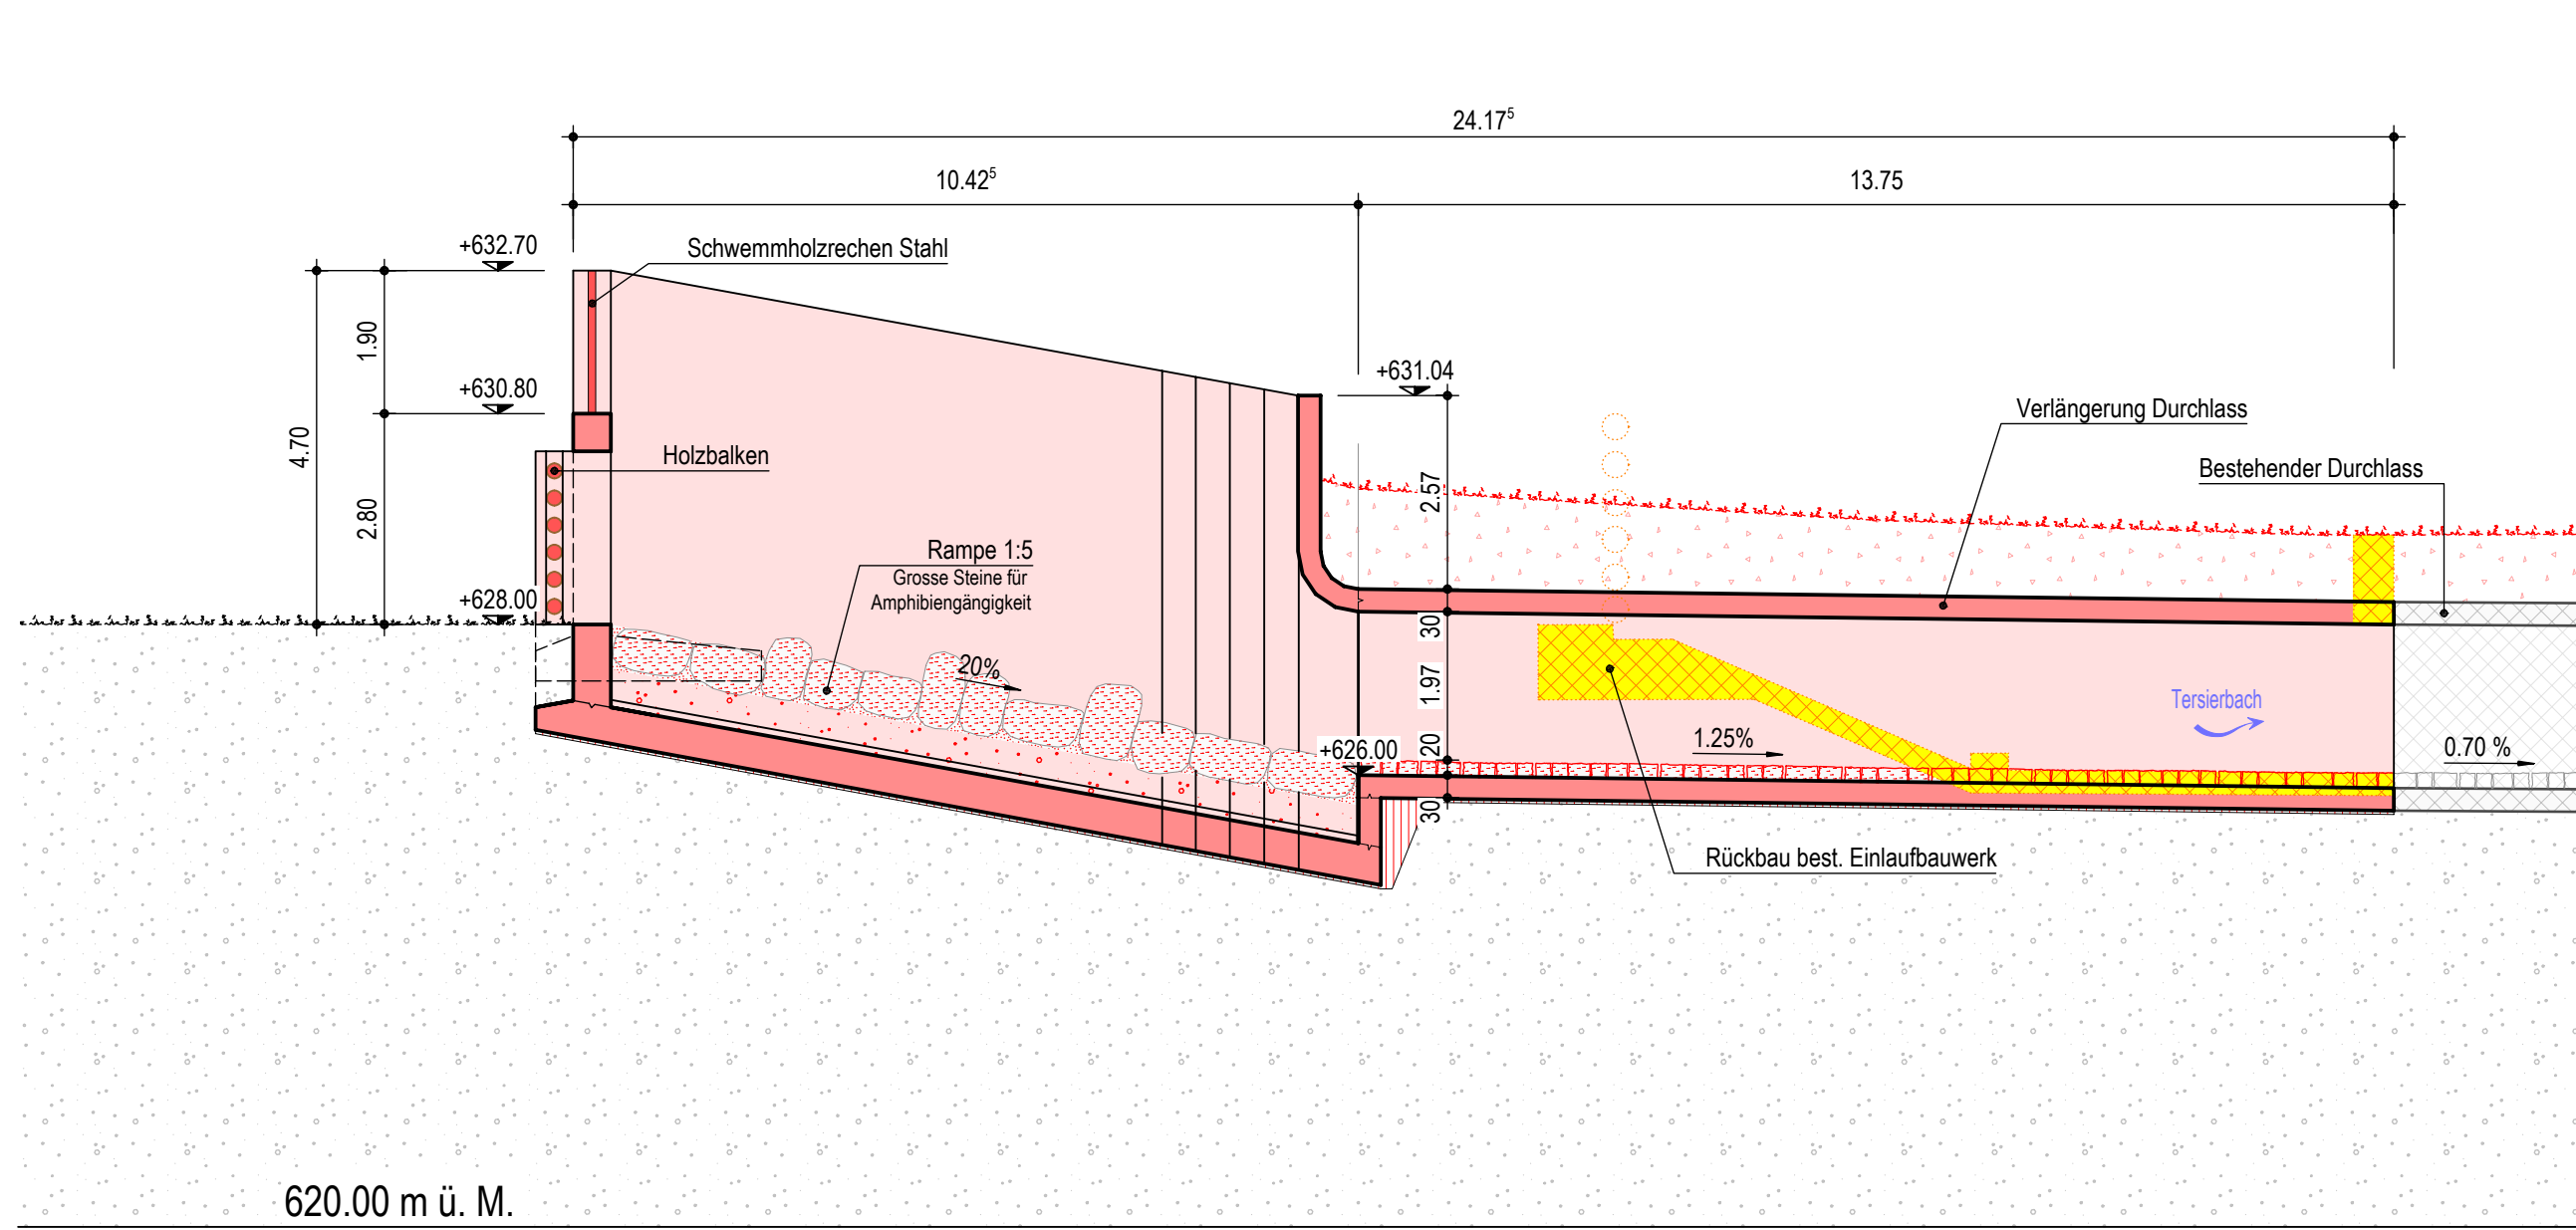 24.17⁵
10.42⁵
13.75
+632.70
Schwemmholzrechen Stahl
1.90
+631.04
+630.80
Verlängerung Durchlass
4.70
Holzbalken
Bestehender Durchlass
2.57
2.80
Rampe 1:5
Grosse Steine für
Amphibiengängigkeit
+628.00
30
20%
1.97
Tersierbach
+626.00
20
1.25%
0.70 %
30
Rückbau best. Einlaufbauwerk
620.00 m ü. M.